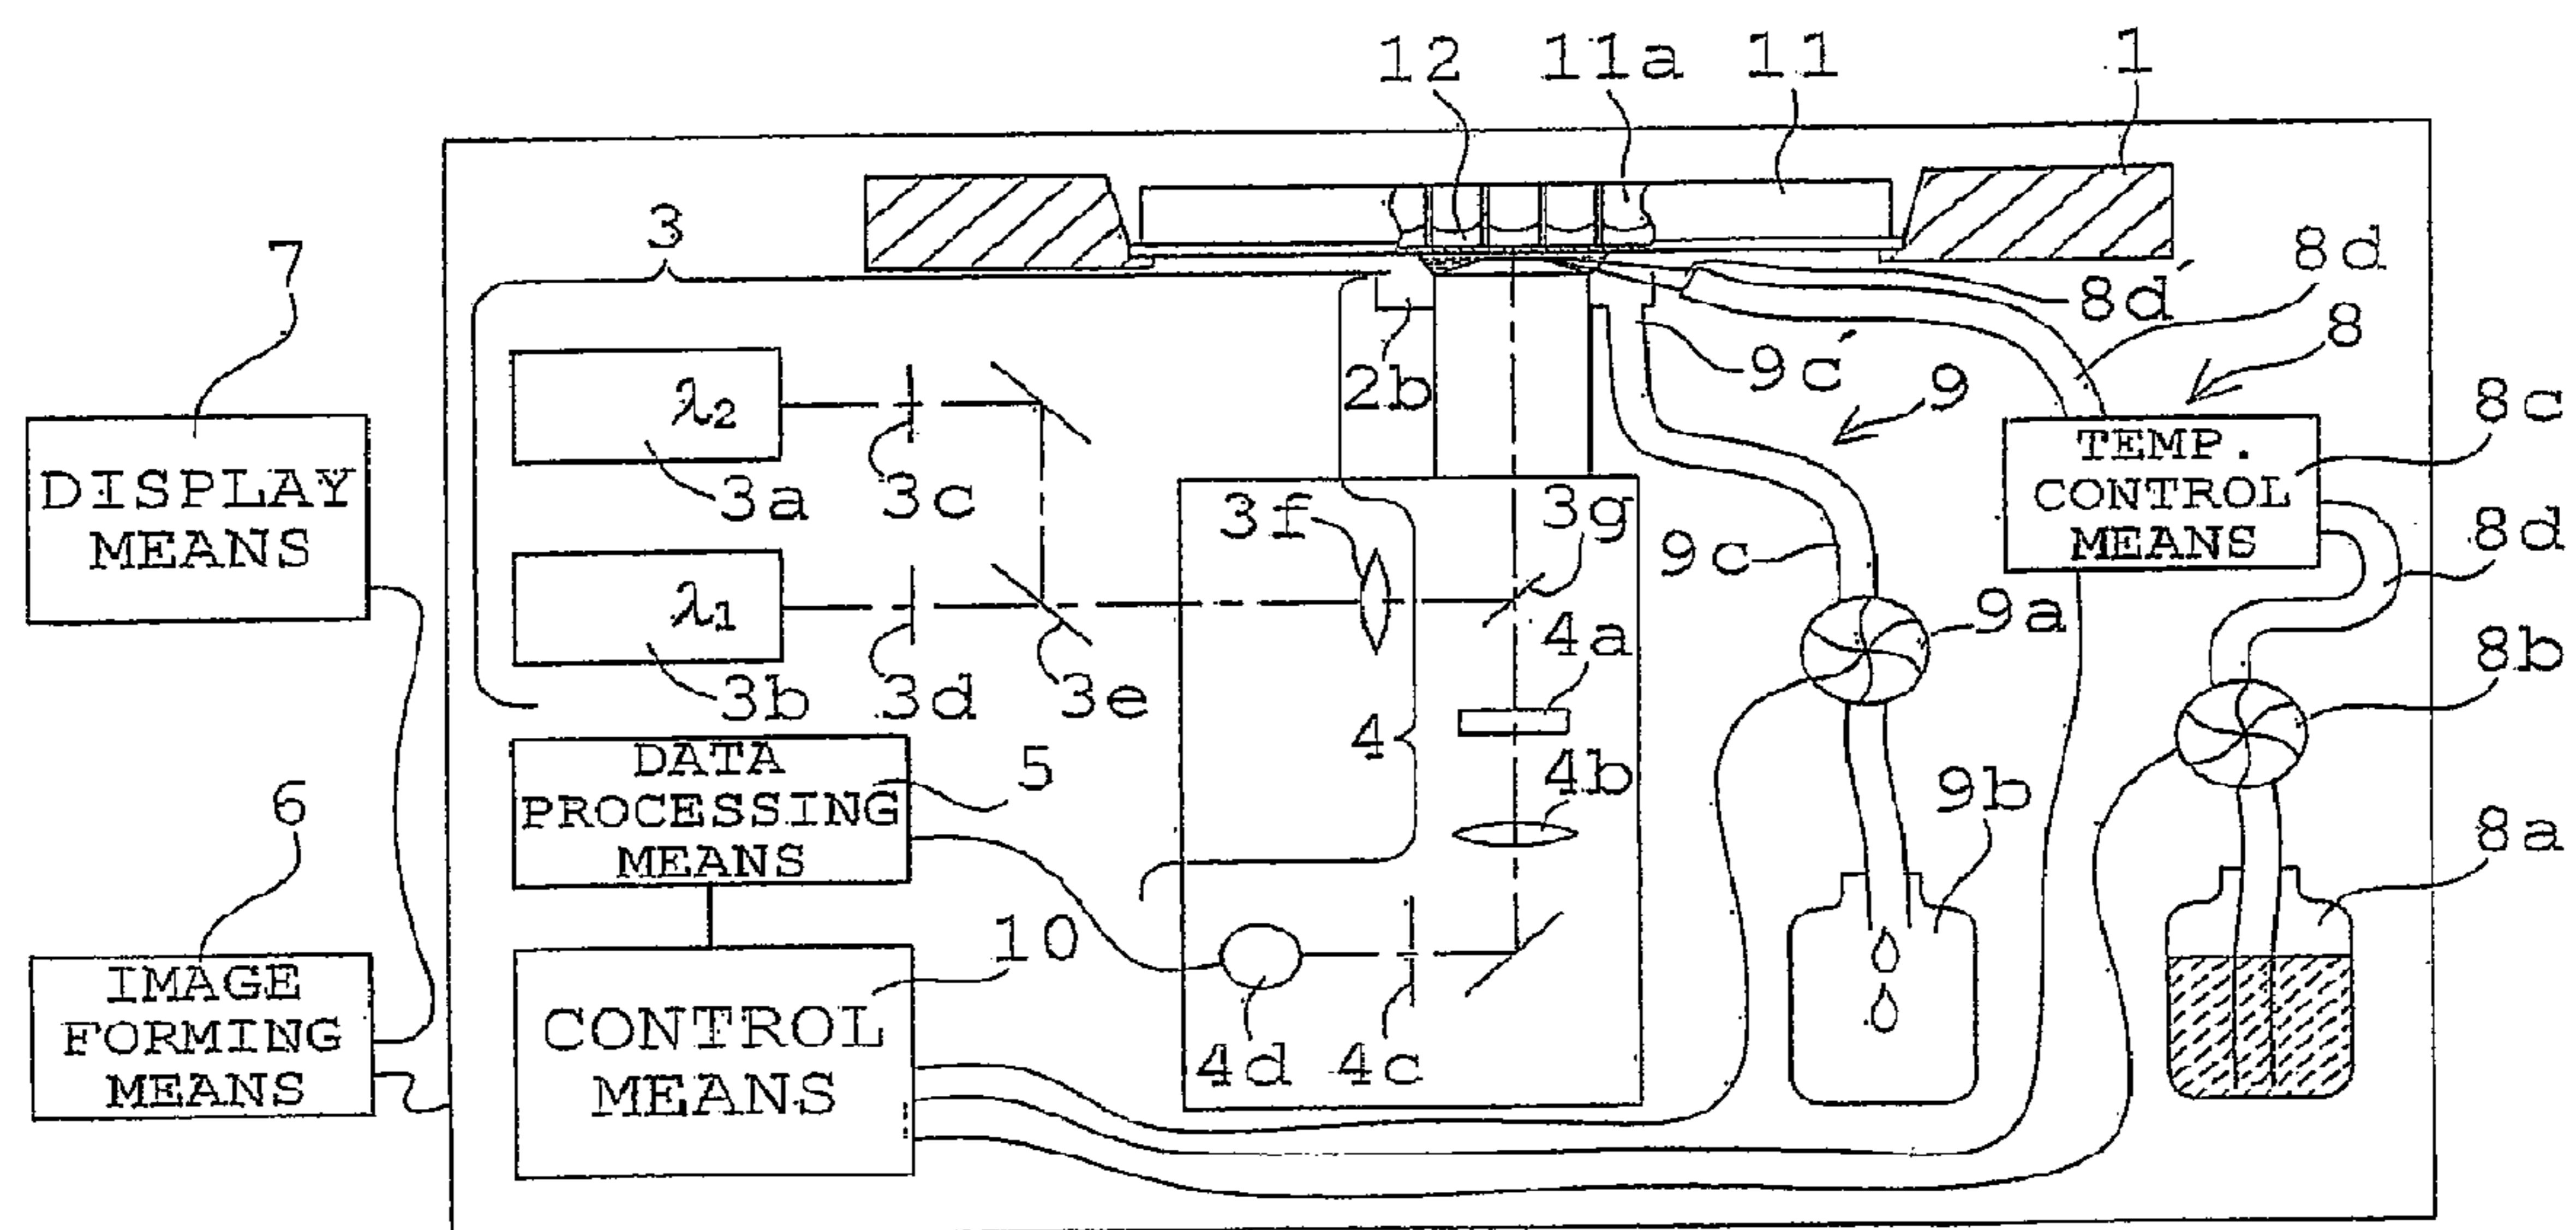 12
11a
11
1
3
7
8d
8d′
8
2b
9c′
9
8c
λ2
3a
3c
TEMP.
CONTROL
MEANS
DISPLAY
MEANS
3f
3g
9c
8d
λ1
3b
3d
3e
4a
9a
8b
4
DATA
PROCESSING
MEANS
5
4b
9b
8a
6
10
IMAGE
FORMING
MEANS
CONTROL
MEANS
4d
4c